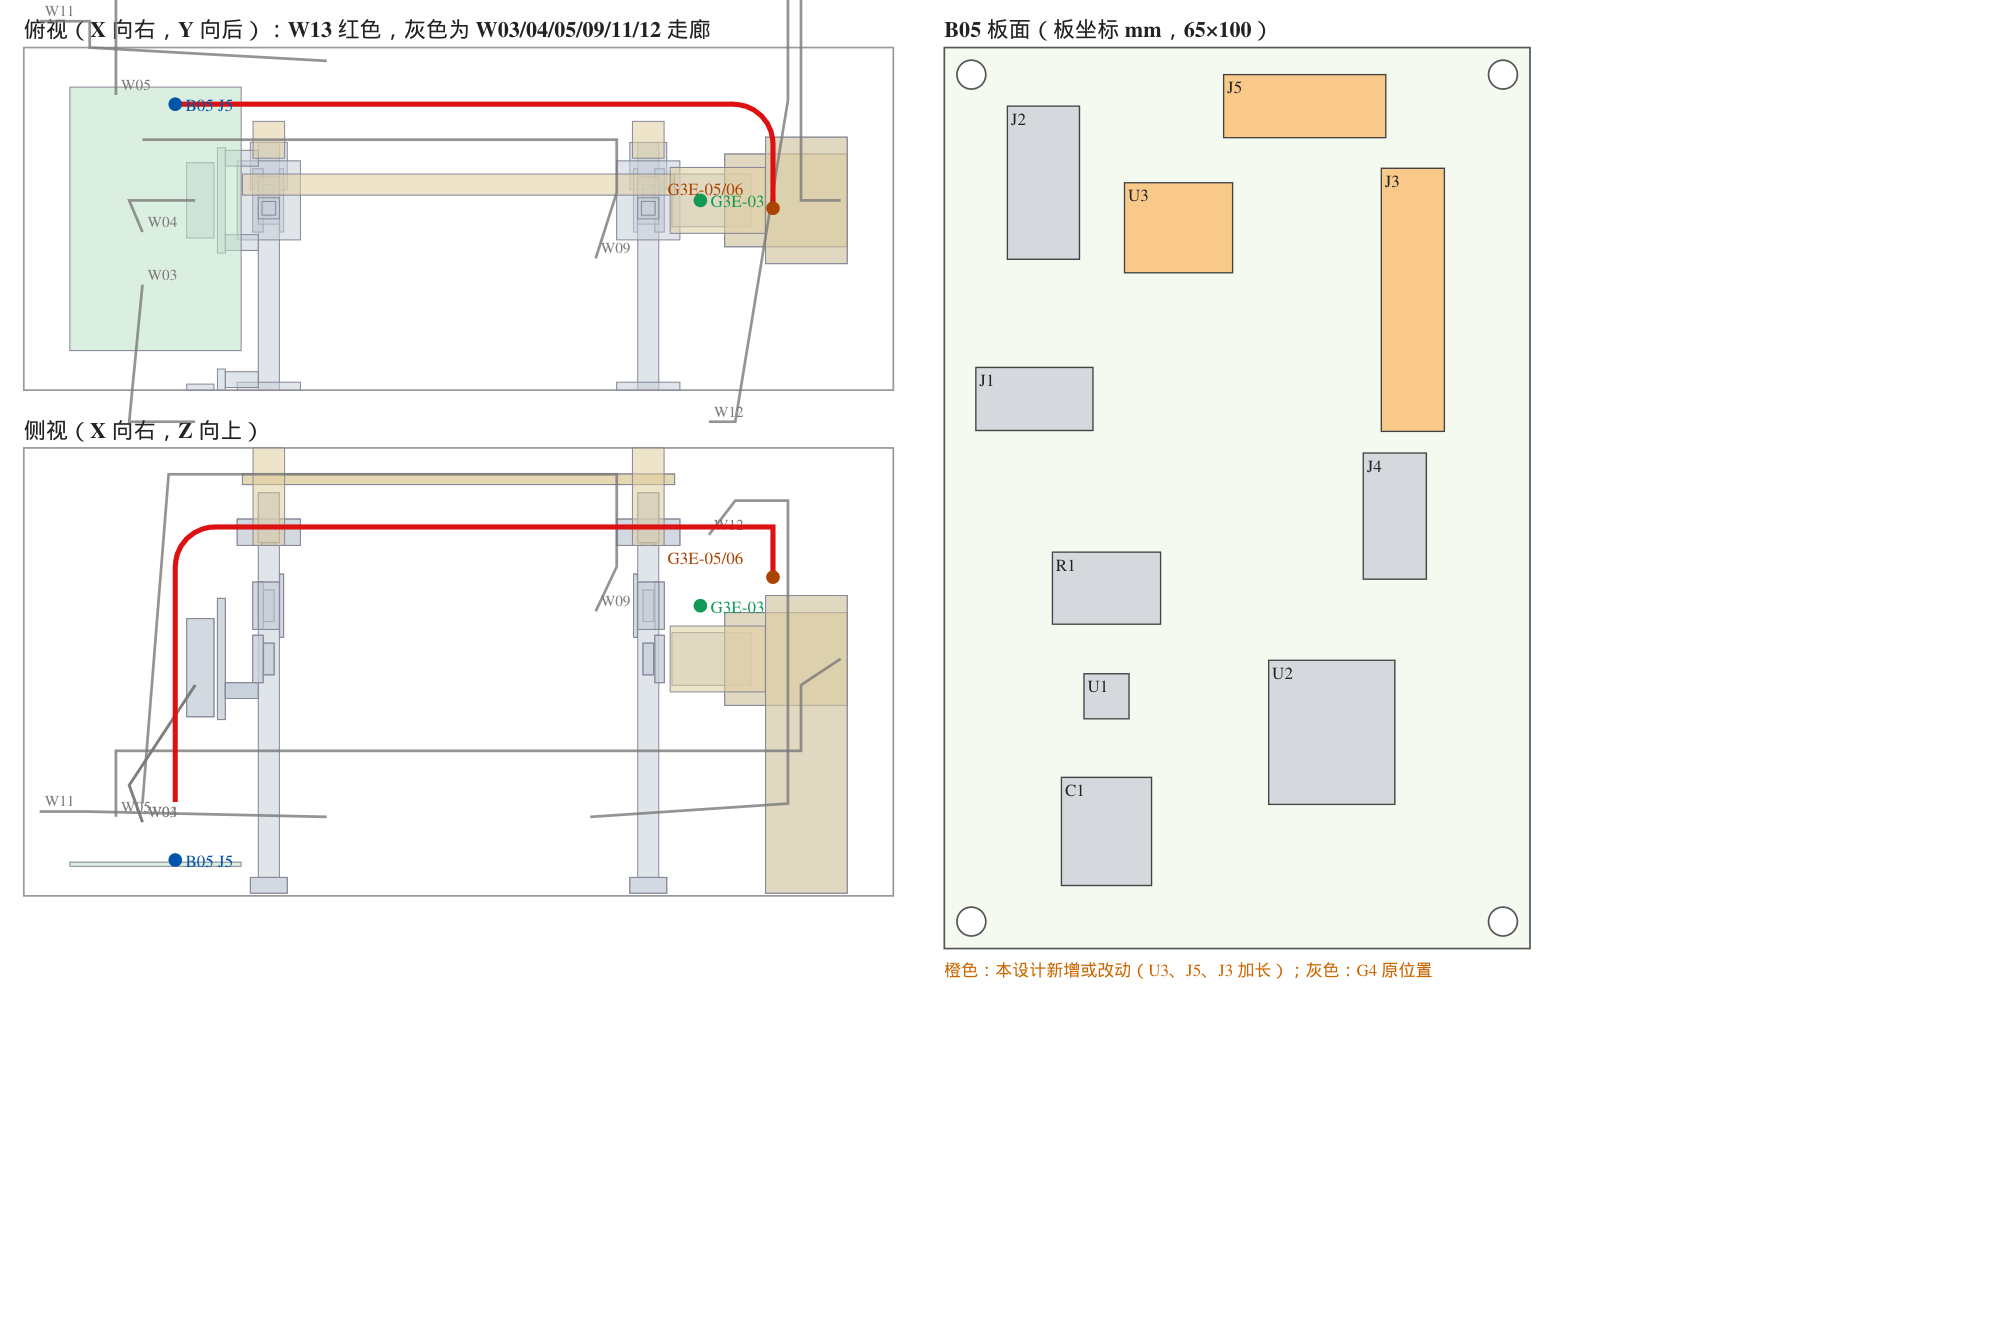 W11
俯视（X 向右，Y 向后）：W13 红色，灰色为 W03/04/05/09/11/12 走廊
W05
B05 J5
G3E-05/06
G3E-03
W04
W09
W03
W12
侧视（X 向右，Z 向上）
W12
G3E-05/06
W09
G3E-03
W11
B05 J5
B05 板面（板坐标 mm，65×100）
J5
J2
J3
U3
J1
J4
R1
U2
U1
C1
橙色：本设计新增或改动（U3、J5、J3 加长）；灰色：G4 原位置